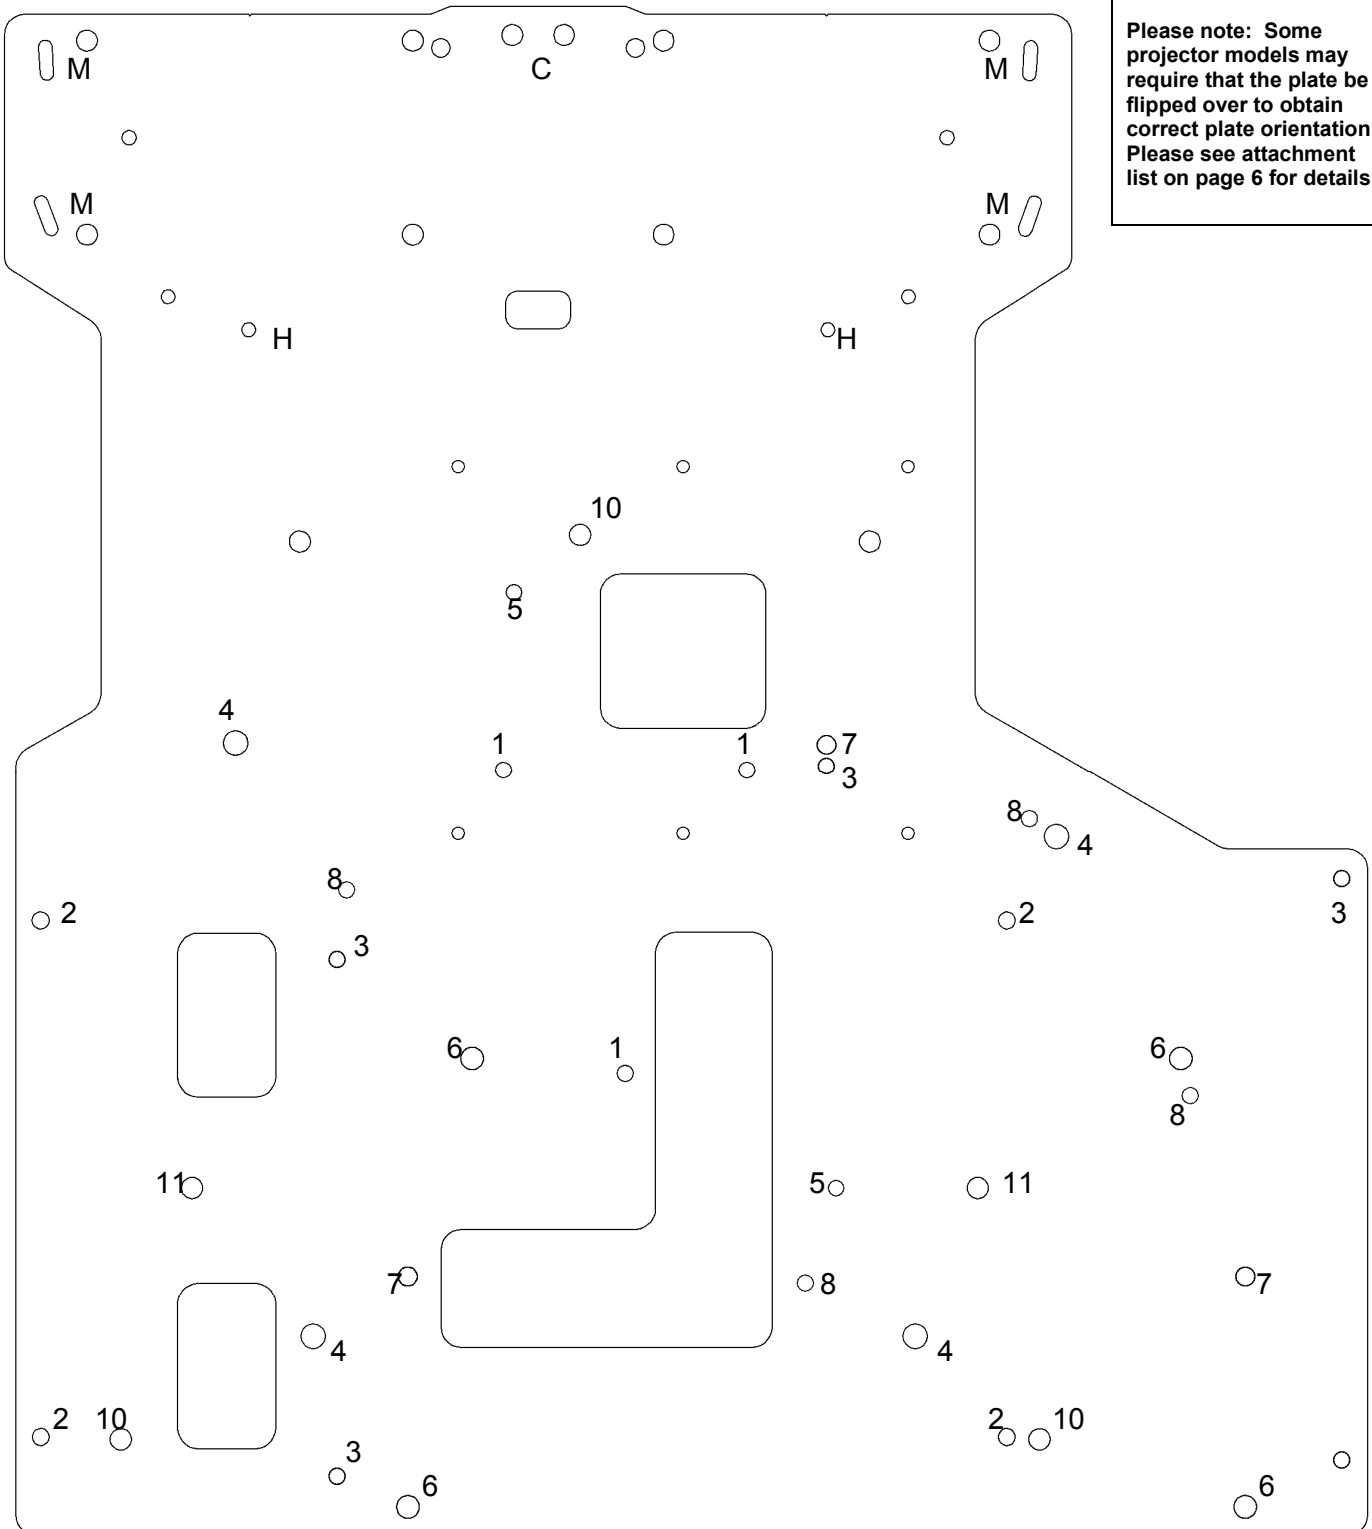 Please note: Some
projector models may
require that the plate be
flipped over to obtain
correct plate orientation
Please see attachment
list on page 6 for details
M C M
M M
H H
10
5
4
1 1 7
3
8
4
8
2 2 3
3
6 1 6
8
11 5 11
7 8 7
4 4
2 10 2 10
3
6 6